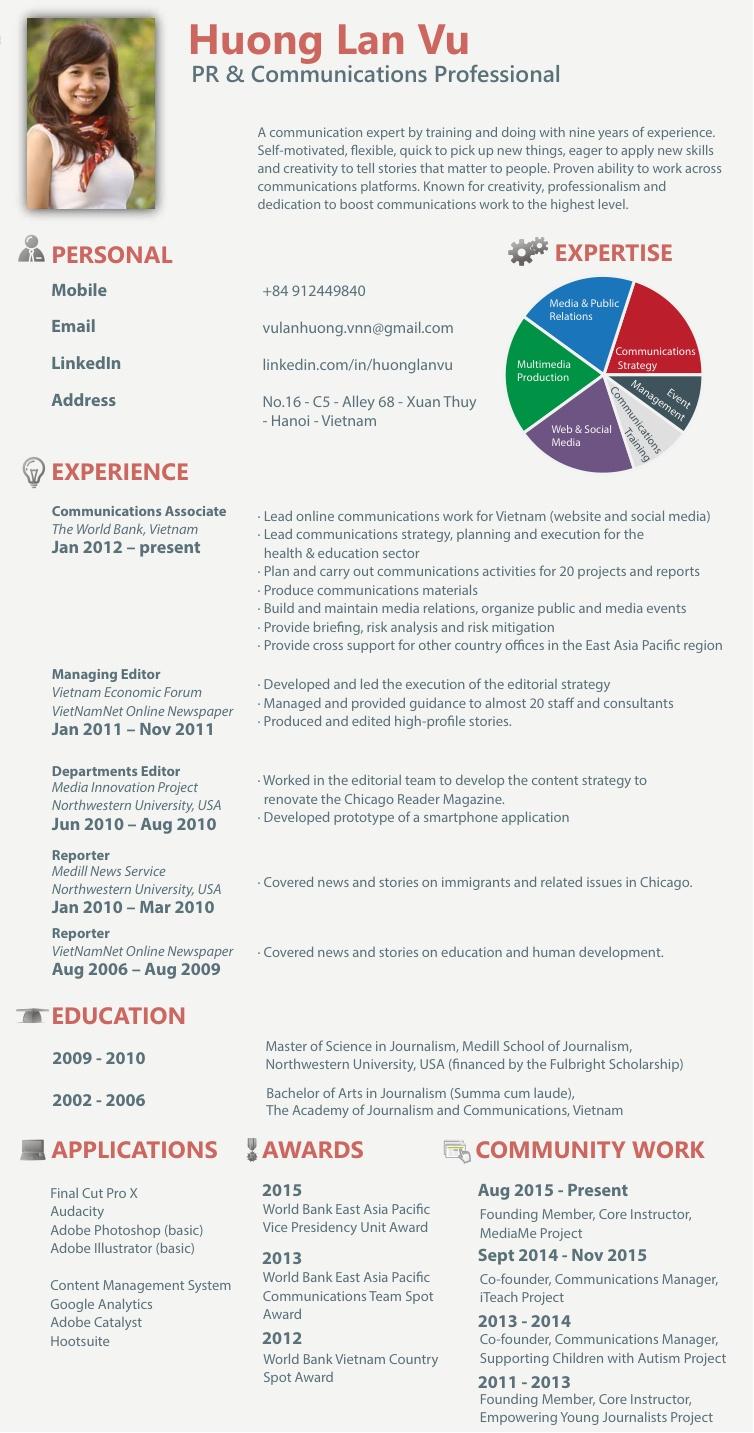 Huong Lan Vu
PR & Communications Professional
A communication expert by training and doing with nine years of experience.
Self-motivated, flexible, quick to pick up new things, eager to apply new skills
and creativity to tell stories that matter to people. Proven ability to work across
communications platforms. Known for creativity, professionalism and
dedication to boost communications work to the highest level.
PERSONAL
Mobile
+84 912449840
Email
vulanhuong.vnn@gmail.com
LinkedIn
linkedin.com/in/huonglanvu
Address
No.16 - C5 - Alley 68 - Xuan Thuy
- Hanoi - Vietnam
EXPERTISE
Media & Public
Relations
Communications
Strategy
Multimedia
Production
Event
Management
Communications
Training
Web & Social
Media
EXPERIENCE
Communications Associate
The World Bank, Vietnam
Jan 2012 – present
· Lead online communications work for Vietnam (website and social media)
· Lead communications strategy, planning and execution for the
health & education sector
· Plan and carry out communications activities for 20 projects and reports
· Produce communications materials
· Build and maintain media relations, organize public and media events
· Provide briefing, risk analysis and risk mitigation
· Provide cross support for other country offices in the East Asia Pacific region
Managing Editor
Vietnam Economic Forum
VietNamNet Online Newspaper
Jan 2011 – Nov 2011
· Developed and led the execution of the editorial strategy
· Managed and provided guidance to almost 20 staff and consultants
· Produced and edited high-profile stories.
Departments Editor
Media Innovation Project
Northwestern University, USA
Jun 2010 – Aug 2010
· Worked in the editorial team to develop the content strategy to
renovate the Chicago Reader Magazine.
· Developed prototype of a smartphone application
Reporter
Medill News Service
Northwestern University, USA
Jan 2010 – Mar 2010
· Covered news and stories on immigrants and related issues in Chicago.
Reporter
VietNamNet Online Newspaper
Aug 2006 – Aug 2009
· Covered news and stories on education and human development.
EDUCATION
2009 - 2010
Master of Science in Journalism, Medill School of Journalism,
Northwestern University, USA (financed by the Fulbright Scholarship)
2002 - 2006
Bachelor of Arts in Journalism (Summa cum laude),
The Academy of Journalism and Communications, Vietnam
APPLICATIONS
Final Cut Pro X
Audacity
Adobe Photoshop (basic)
Adobe Illustrator (basic)
Content Management System
Google Analytics
Adobe Catalyst
Hootsuite
AWARDS
2015
World Bank East Asia Pacific
Vice Presidency Unit Award
2013
World Bank East Asia Pacific
Communications Team Spot
Award
2012
World Bank Vietnam Country
Spot Award
COMMUNITY WORK
Aug 2015 - Present
Founding Member, Core Instructor,
MediaMe Project
Sept 2014 - Nov 2015
Co-founder, Communications Manager,
iTeach Project
2013 - 2014
Co-founder, Communications Manager,
Supporting Children with Autism Project
2011 - 2013
Founding Member, Core Instructor,
Empowering Young Journalists Project